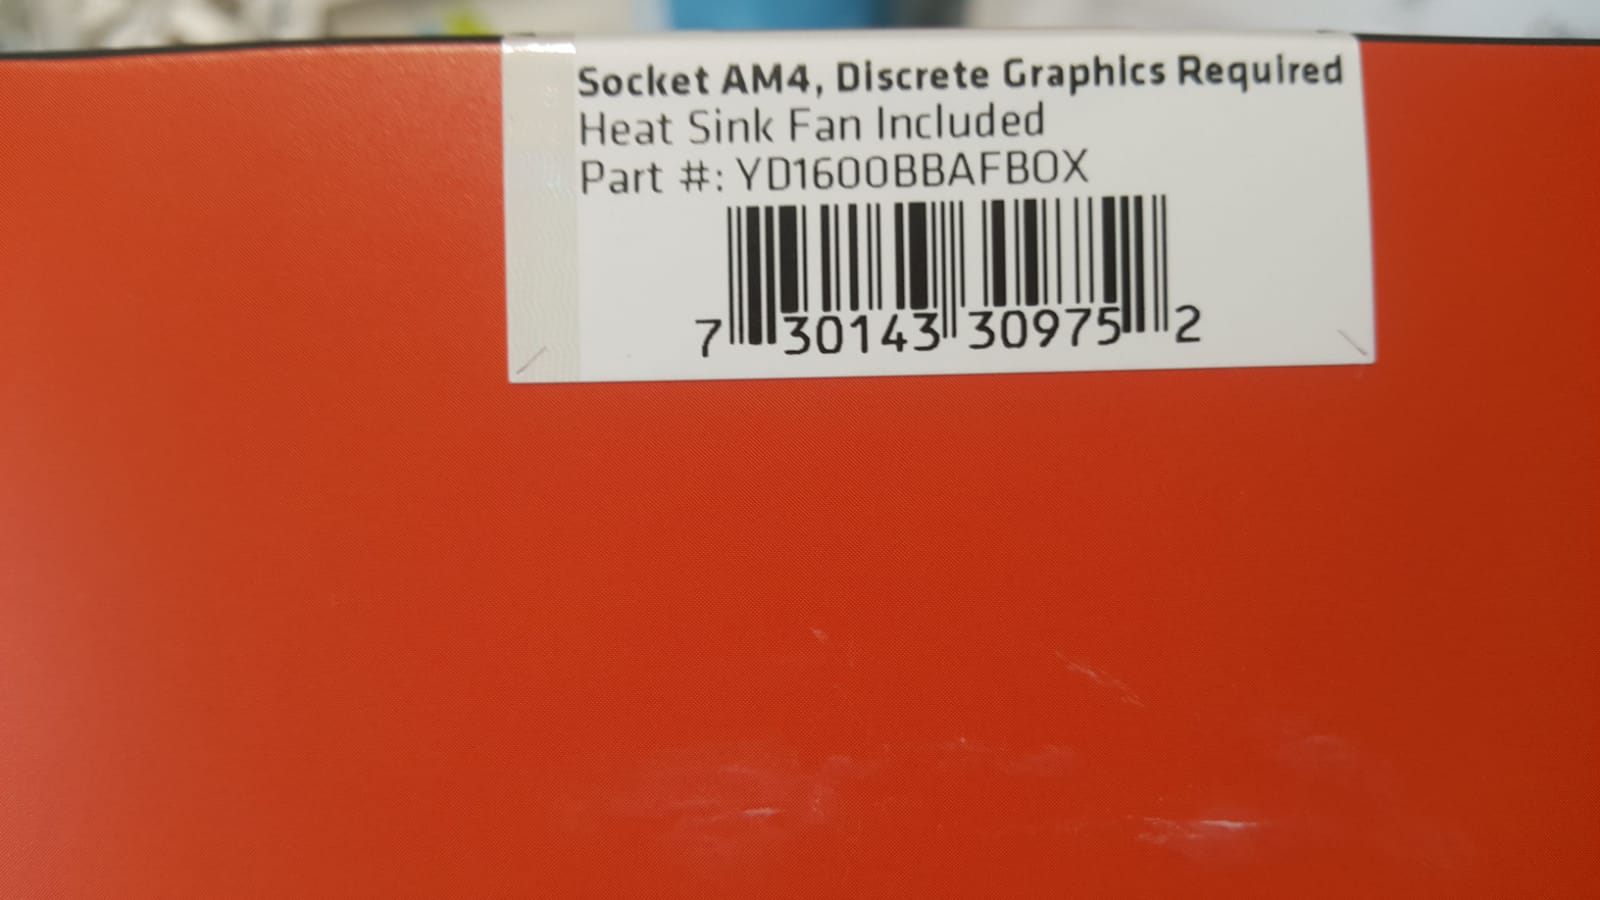 Socket AM4, Discrete Graphics Required
Heat Sink Fan Included
Part #: YD1600BBAFBOX
7 30143 30975 2